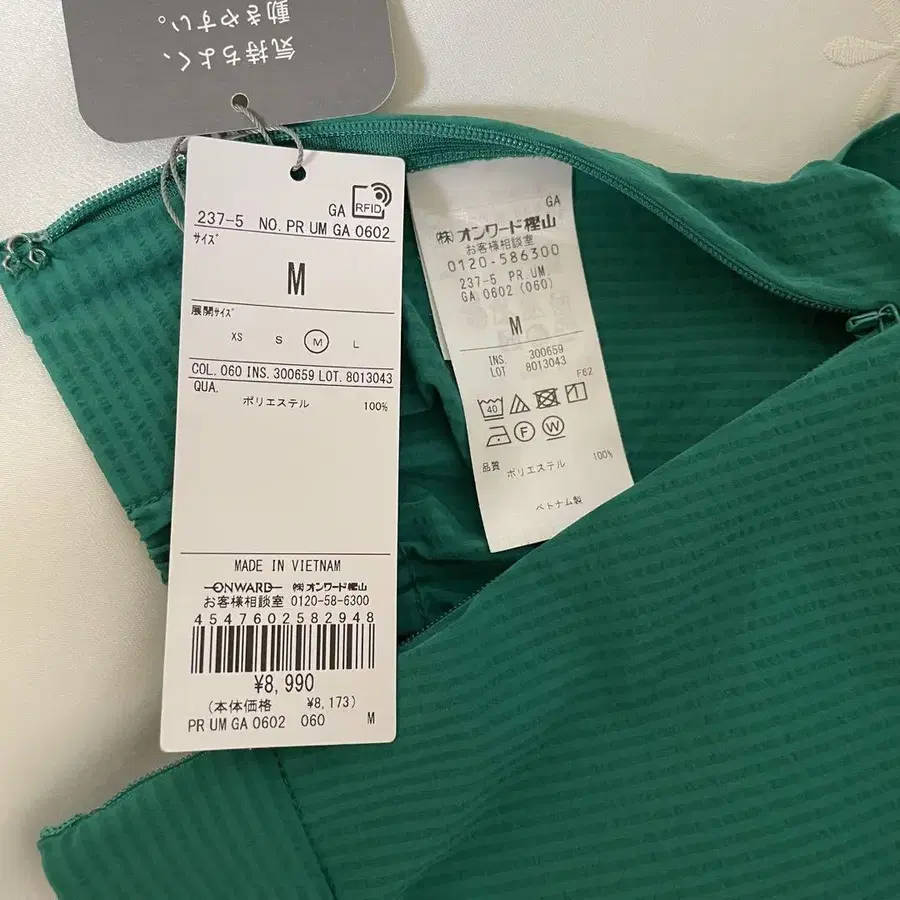 気持ちよく、
動きやすい。
GA RFID
237-5 NO. PR UM GA 0602
サイズ
M
展開サイズ
XS S M L
COL. 060 INS. 300659 LOT. 8013043
QUA.
ポリエステル 100%
MADE IN VIETNAM
ONWARD ㈱オンワード樫山
お客様相談室 0120-58-6300
4547602582948
¥8,990
(本体価格 ¥8,173)
PR UM GA 0602 060 M
GA
㈱オンワード樫山
お客様相談室
0120-586300
237-5 PR.UM.
GA.0602 (060)
M
INS. 300659
LOT 8013043
F62
40
F W
品質 ポリエステル 100%
ベトナム製